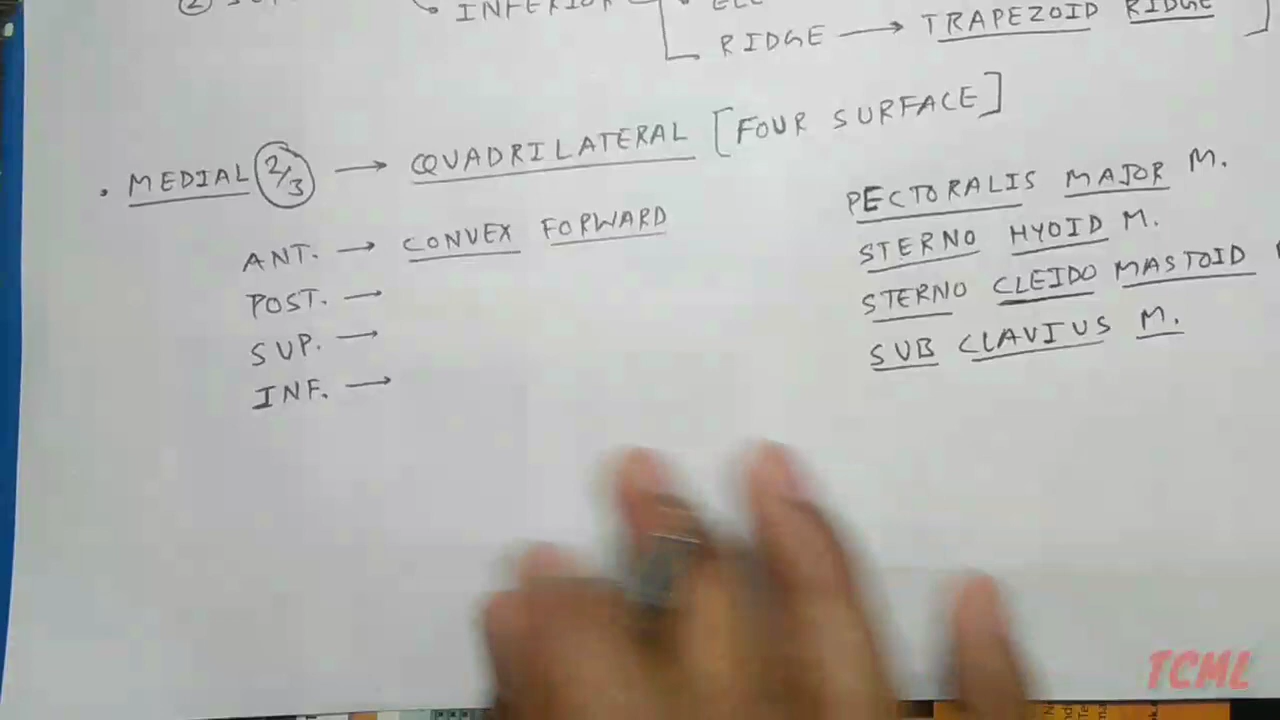 INFERIOR
RIDGE → TRAPEZOID RIDGE
. MEDIAL 2/3 → QUADRILATERAL [FOUR SURFACE]
ANT. → CONVEX FORWARD
POST. →
SUP. →
INF. →
PECTORALIS MAJOR M.
STERNO HYOID M.
STERNO CLEIDO MASTOID
SUB CLAVIUS M.
TCML